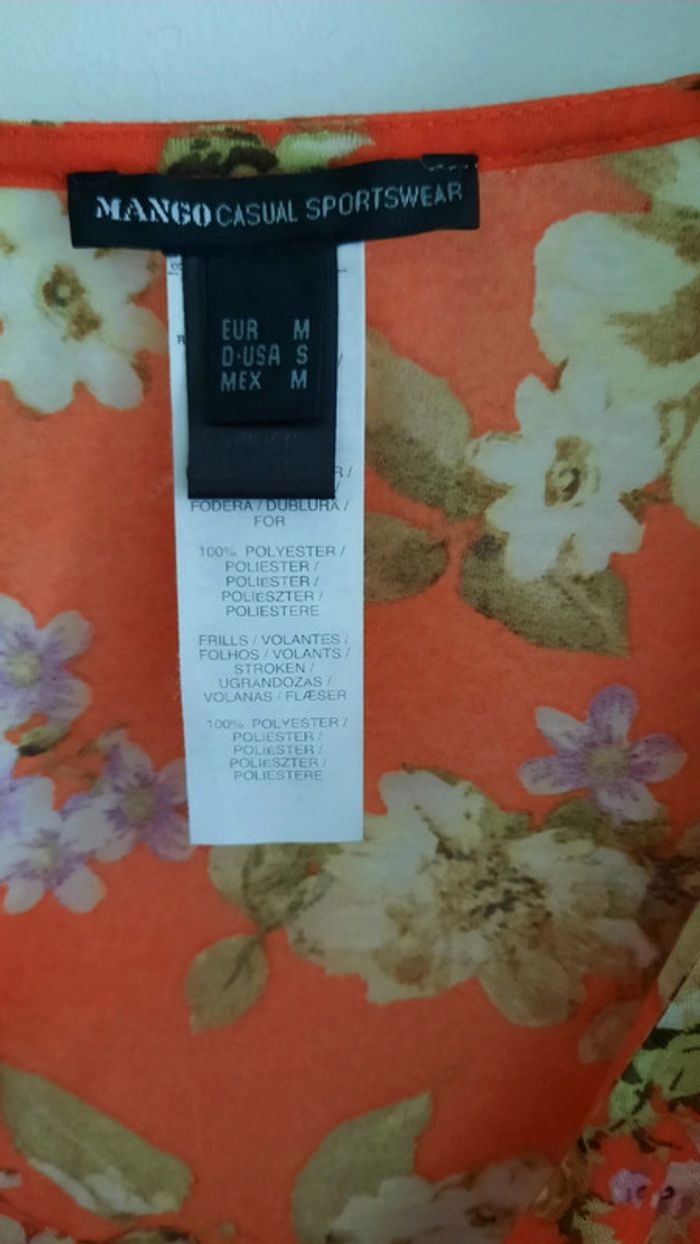 MANGO CASUAL SPORTSWEAR
EUR M
D-USA S
MEX M
FODERA / DUBLURA /
FOR
100% POLYESTER /
POLIESTER /
POLIESTER /
POLIESZTER /
POLIESTERE
FRILLS / VOLANTES /
FOLHOS / VOLANTS /
STROKEN /
UGRANDOZAS /
VOLANAS / FLÆSER
100% POLYESTER /
POLIESTER /
POLIESTER /
POLIESZTER /
POLIESTERE